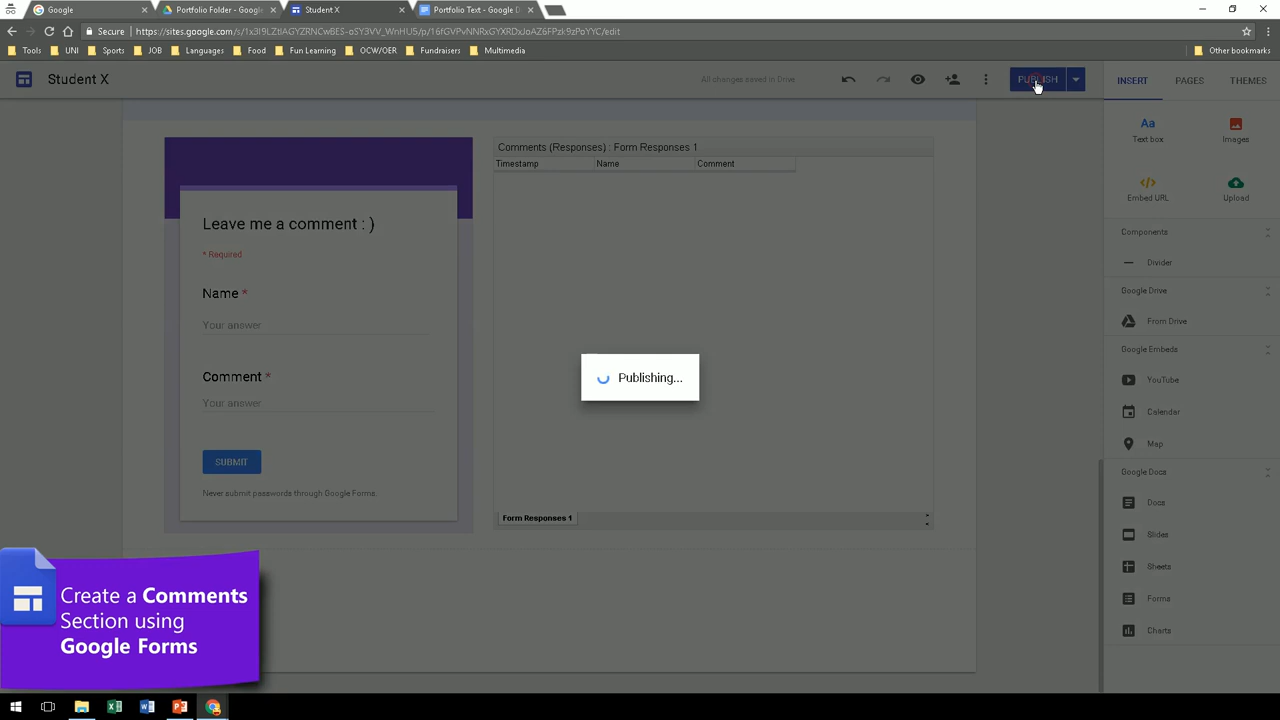 Google
Portfolio Folder - Google
Student X
Portfolio Text - Google D
Secure
Tools
UNI
Sports
JOB
Languages
Food
Fun Learning
OCW/OER
Fundraisers
Multimedia
Other bookmarks
Student X
All changes saved in Drive
PUBLISH
INSERT
PAGES
THEMES
Aa
Text box
Images
Embed URL
Upload
Components
Divider
Google Drive
From Drive
Google Embeds
YouTube
Calendar
Map
Google Docs
Docs
Slides
Sheets
Forms
Charts
Leave me a comment : )
* Required
Name *
Your answer
Comment *
Your answer
SUBMIT
Never submit passwords through Google Forms.
Comments (Responses) : Form Responses 1
Timestamp
Name
Comment
Form Responses 1
Publishing...
Create a Comments
Section using
Google Forms